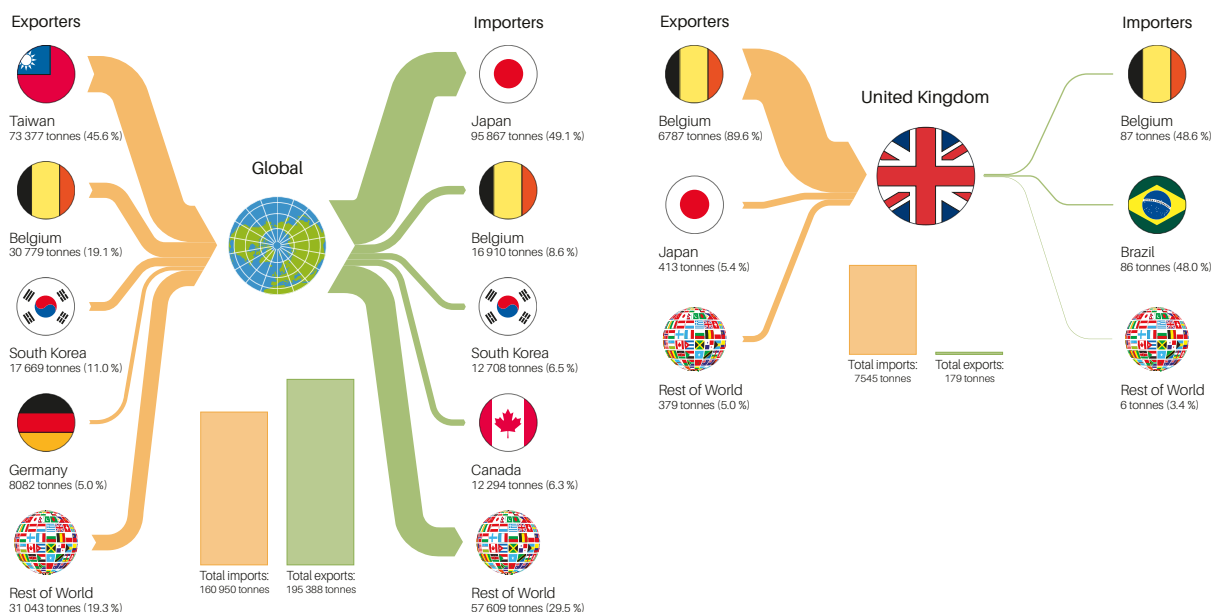 Exporters
Importers
Taiwan
73 377 tonnes (45.6 %)
Belgium
30 779 tonnes (19.1 %)
South Korea
17 669 tonnes (11.0 %)
Germany
8082 tonnes (5.0 %)
Rest of World
31 043 tonnes (19.3 %)
Global
Total imports:
160 950 tonnes
Total exports:
195 388 tonnes
Japan
95 867 tonnes (49.1 %)
Belgium
16 910 tonnes (8.6 %)
South Korea
12 708 tonnes (6.5 %)
Canada
12 294 tonnes (6.3 %)
Rest of World
57 609 tonnes (29.5 %)
Exporters
Importers
Belgium
6787 tonnes (89.6 %)
Japan
413 tonnes (5.4 %)
Rest of World
379 tonnes (5.0 %)
United Kingdom
Total imports:
7545 tonnes
Total exports:
179 tonnes
Belgium
87 tonnes (48.6 %)
Brazil
86 tonnes (48.0 %)
Rest of World
6 tonnes (3.4 %)